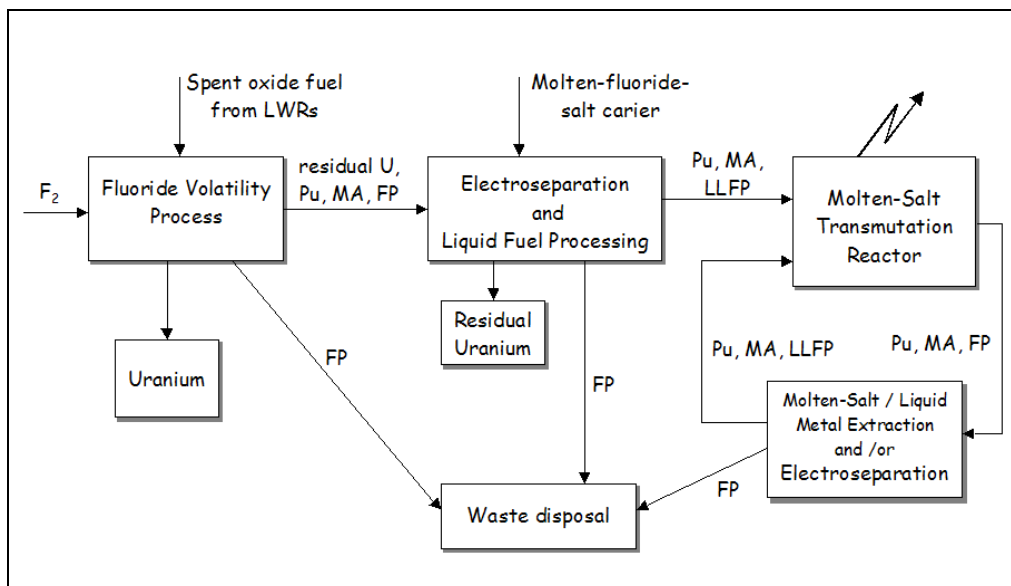 Spent oxide fuel
from LWRs
Molten-fluoride-
salt carier
F2
Fluoride Volatility
Process
residual U,
Pu, MA, FP
Electroseparation
and
Liquid Fuel Processing
Pu, MA,
LLFP
Molten-Salt
Transmutation
Reactor
Uranium
FP
Residual
Uranium
FP
Pu, MA, LLFP
Pu, MA, FP
Molten-Salt / Liquid
Metal Extraction
and /or
Electroseparation
FP
Waste disposal